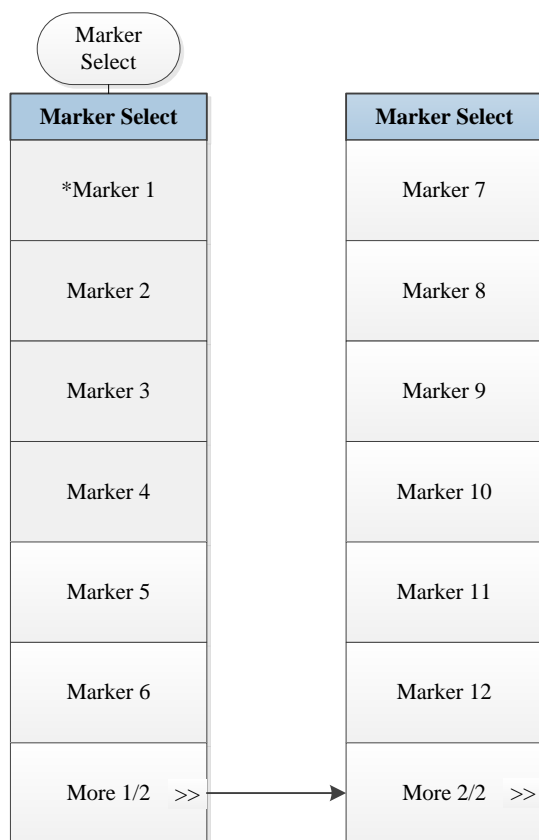 Marker
Select
Marker Select
*Marker 1
Marker 2
Marker 3
Marker 4
Marker 5
Marker 6
More 1/2 >>
Marker Select
Marker 7
Marker 8
Marker 9
Marker 10
Marker 11
Marker 12
More 2/2 >>